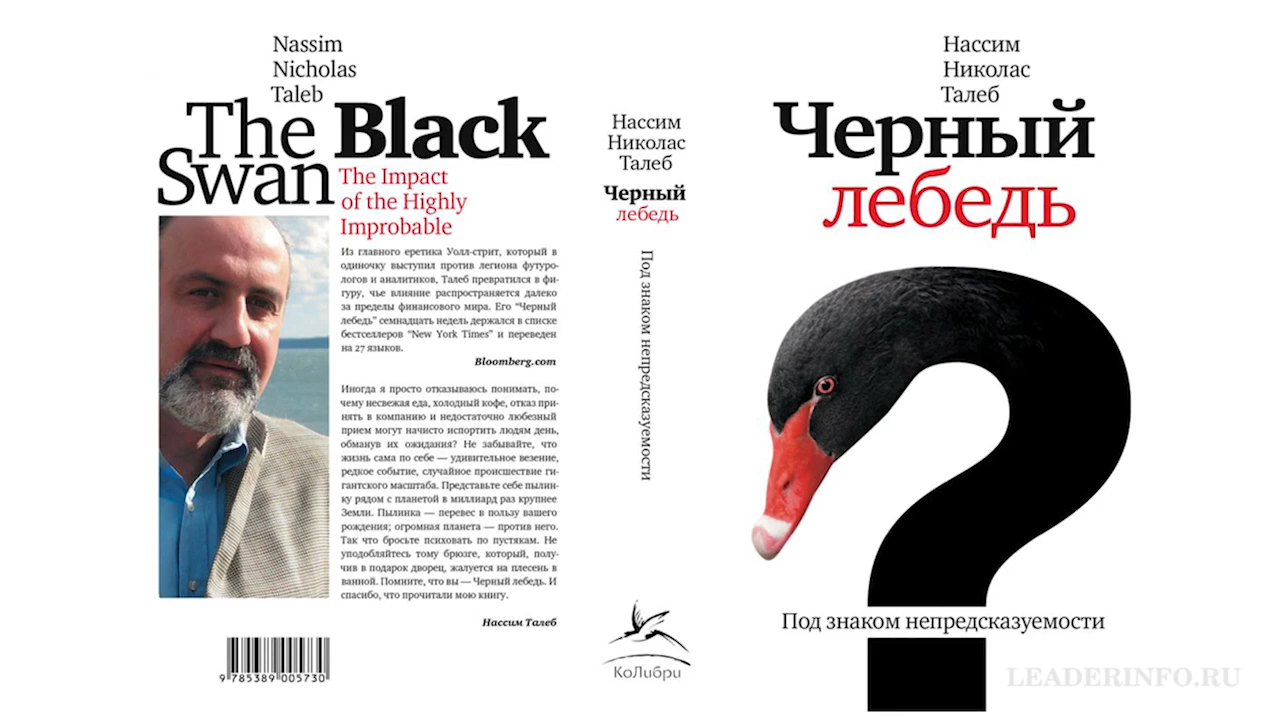 Nassim
Nicholas
Taleb
The Black
Swan
The Impact
of the Highly
Improbable
Из главного еретика Уолл-стрит, который в
одиночку выступил против легиона футуро-
логов и аналитиков, Талеб превратился в фи-
гуру, чье влияние распространяется далеко
за пределы финансового мира. Его “Черный
лебедь” семнадцать недель держался в списке
бестселлеров “New York Times” и переведен
на 27 языков.
Bloomberg.com
Иногда я просто отказываюсь понимать, по-
чему несвежая еда, холодный кофе, отказ при-
нять в компанию и недостаточно любезный
прием могут начисто испортить людям день,
обманув их ожидания? Не забывайте, что
жизнь сама по себе — удивительное везение,
редкое событие, случайное происшествие ги-
гантского масштаба. Представьте себе пылин-
ку рядом с планетой в миллиард раз крупнее
Земли. Пылинка — перевес в пользу вашего
рождения; огромная планета — против него.
Так что бросьте психовать по пустякам. Не
уподобляйтесь тому брюзге, который, полу-
чив в подарок дворец, жалуется на плесень в
ванной. Помните, что вы — Черный лебедь. И
спасибо, что прочитали мою книгу.
Нассим Талеб
9 785389 005730
Нассим
Николас
Талеб
Черный
лебедь
Под знаком непредсказуемости
КоЛибри
Нассим
Николас
Талеб
Черный
лебедь
Под знаком непредсказуемости
LEADERINFO.RU